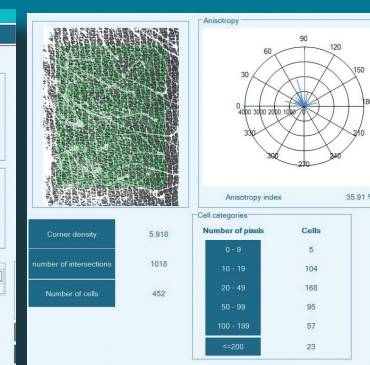 Anisotropy
90
60
120
30
150
0
4000 3000 2000 1000
180
330
210
300
240
270
Anisotropy index 35.91 %
Corner density 5.918
number of intersections 1018
Number of cells 452
Cell categories
Number of pixels Cells
0 - 9 5
10 - 19 104
20 - 49 168
50 - 99 95
100 - 199 57
<=200 23